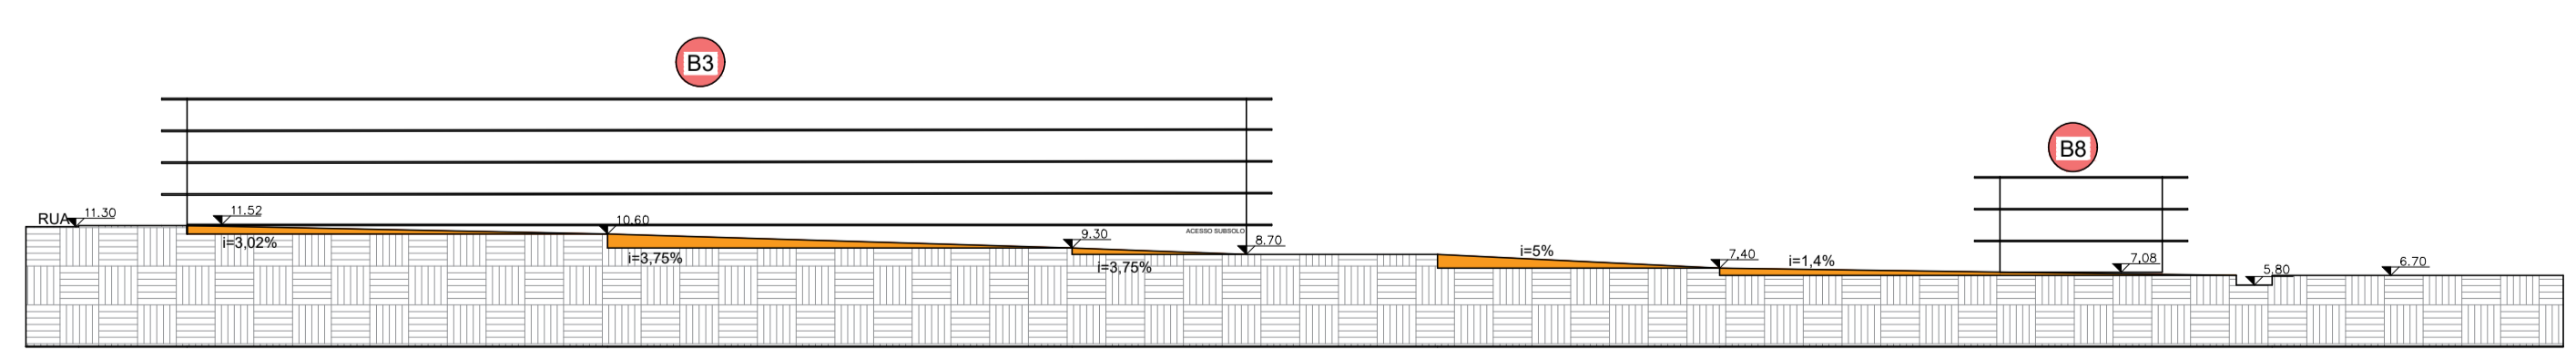 B3
B8
RUA
11.30
11.52
i=3,02%
10.60
i=3,75%
9.30
i=3,75%
ACESSO SUBSOLO
8.70
i=5%
7,40
i=1,4%
7,08
5.80
6.70